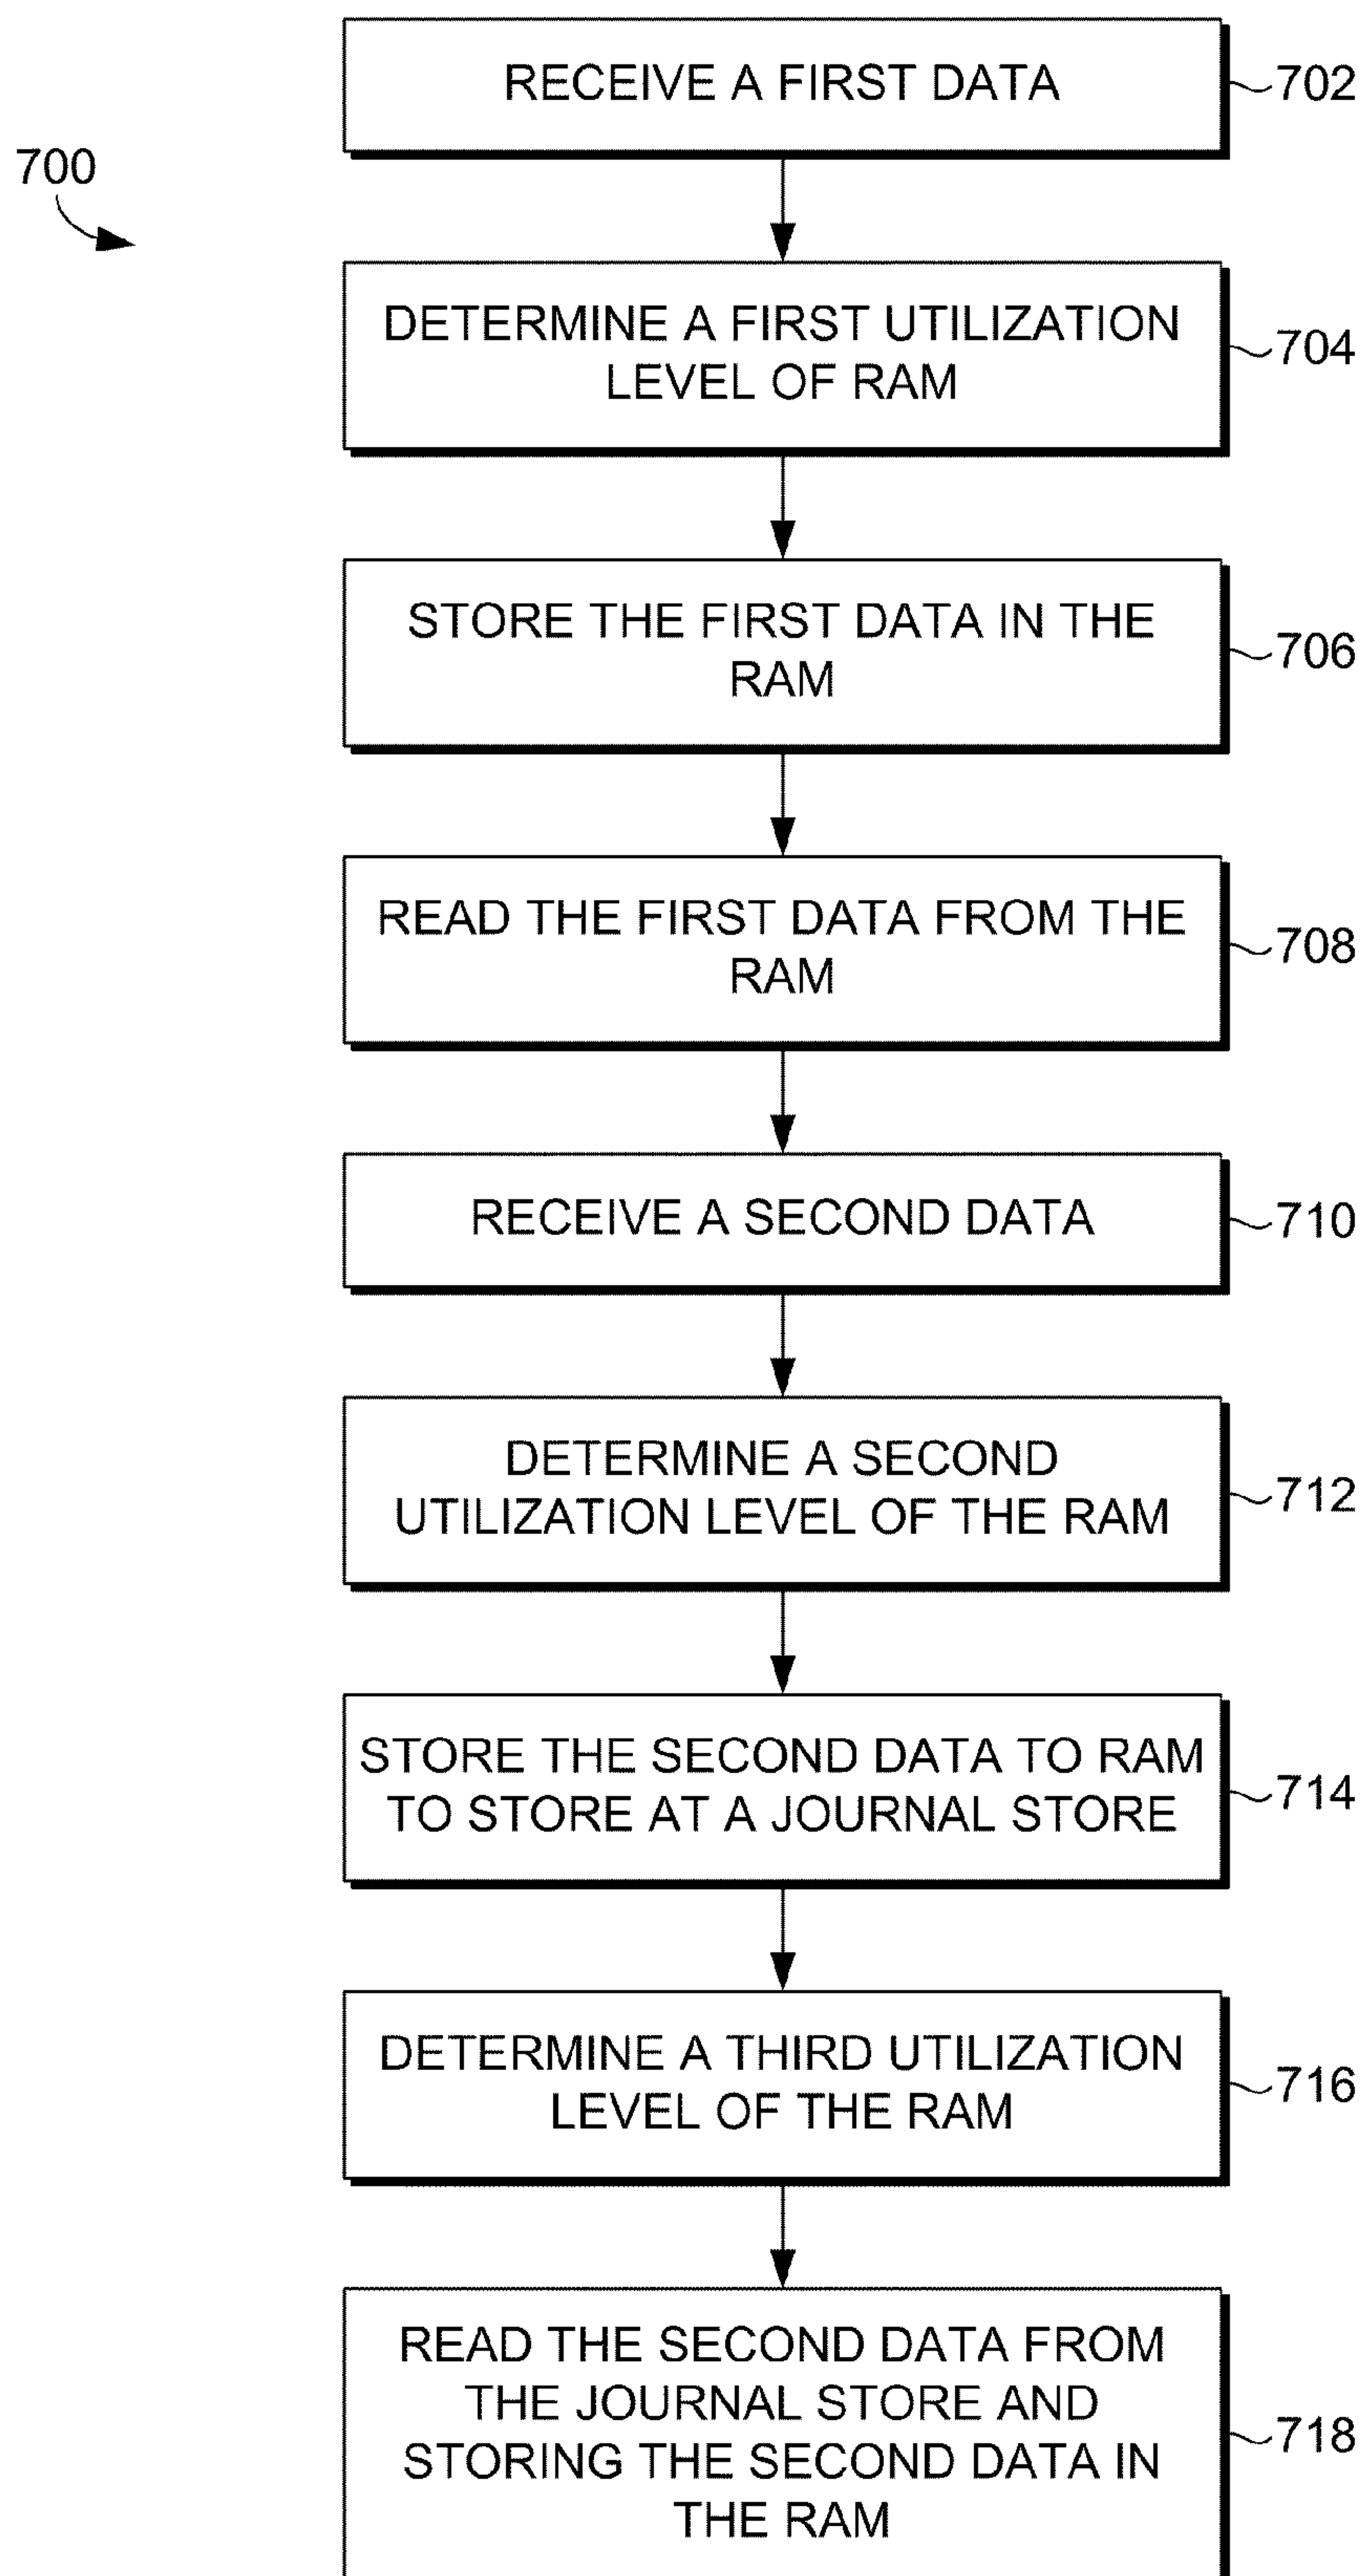 RECEIVE A FIRST DATA
702
700
DETERMINE A FIRST UTILIZATION
LEVEL OF RAM
704
STORE THE FIRST DATA IN THE
RAM
706
READ THE FIRST DATA FROM THE
RAM
708
RECEIVE A SECOND DATA
710
DETERMINE A SECOND
UTILIZATION LEVEL OF THE RAM
712
STORE THE SECOND DATA TO RAM
TO STORE AT A JOURNAL STORE
714
DETERMINE A THIRD UTILIZATION
LEVEL OF THE RAM
716
READ THE SECOND DATA FROM
THE JOURNAL STORE AND
STORING THE SECOND DATA IN
THE RAM
718